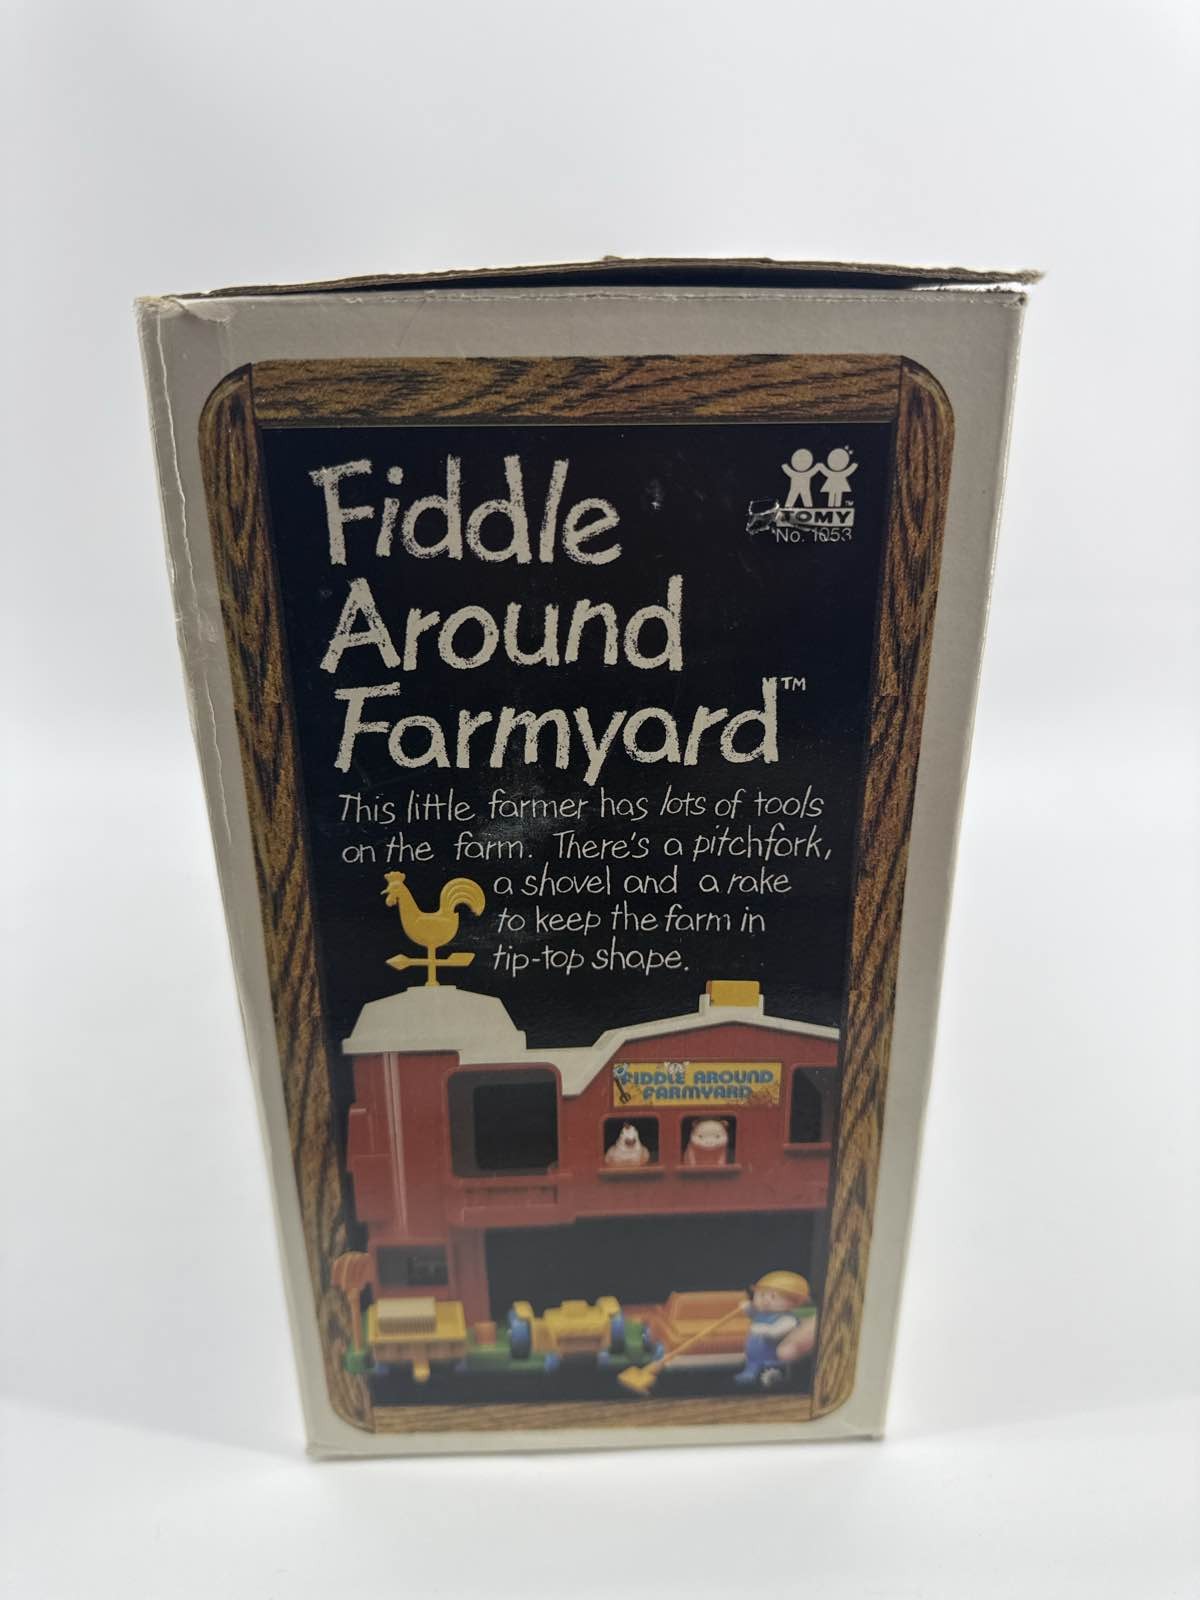 Fiddle
Around
Farmyard™
TOMY
No. 1053
This little farmer has lots of tools
on the farm. There's a pitchfork,
a shovel and a rake
to keep the farm in
tip-top shape.
FIDDLE AROUND
FARMYARD